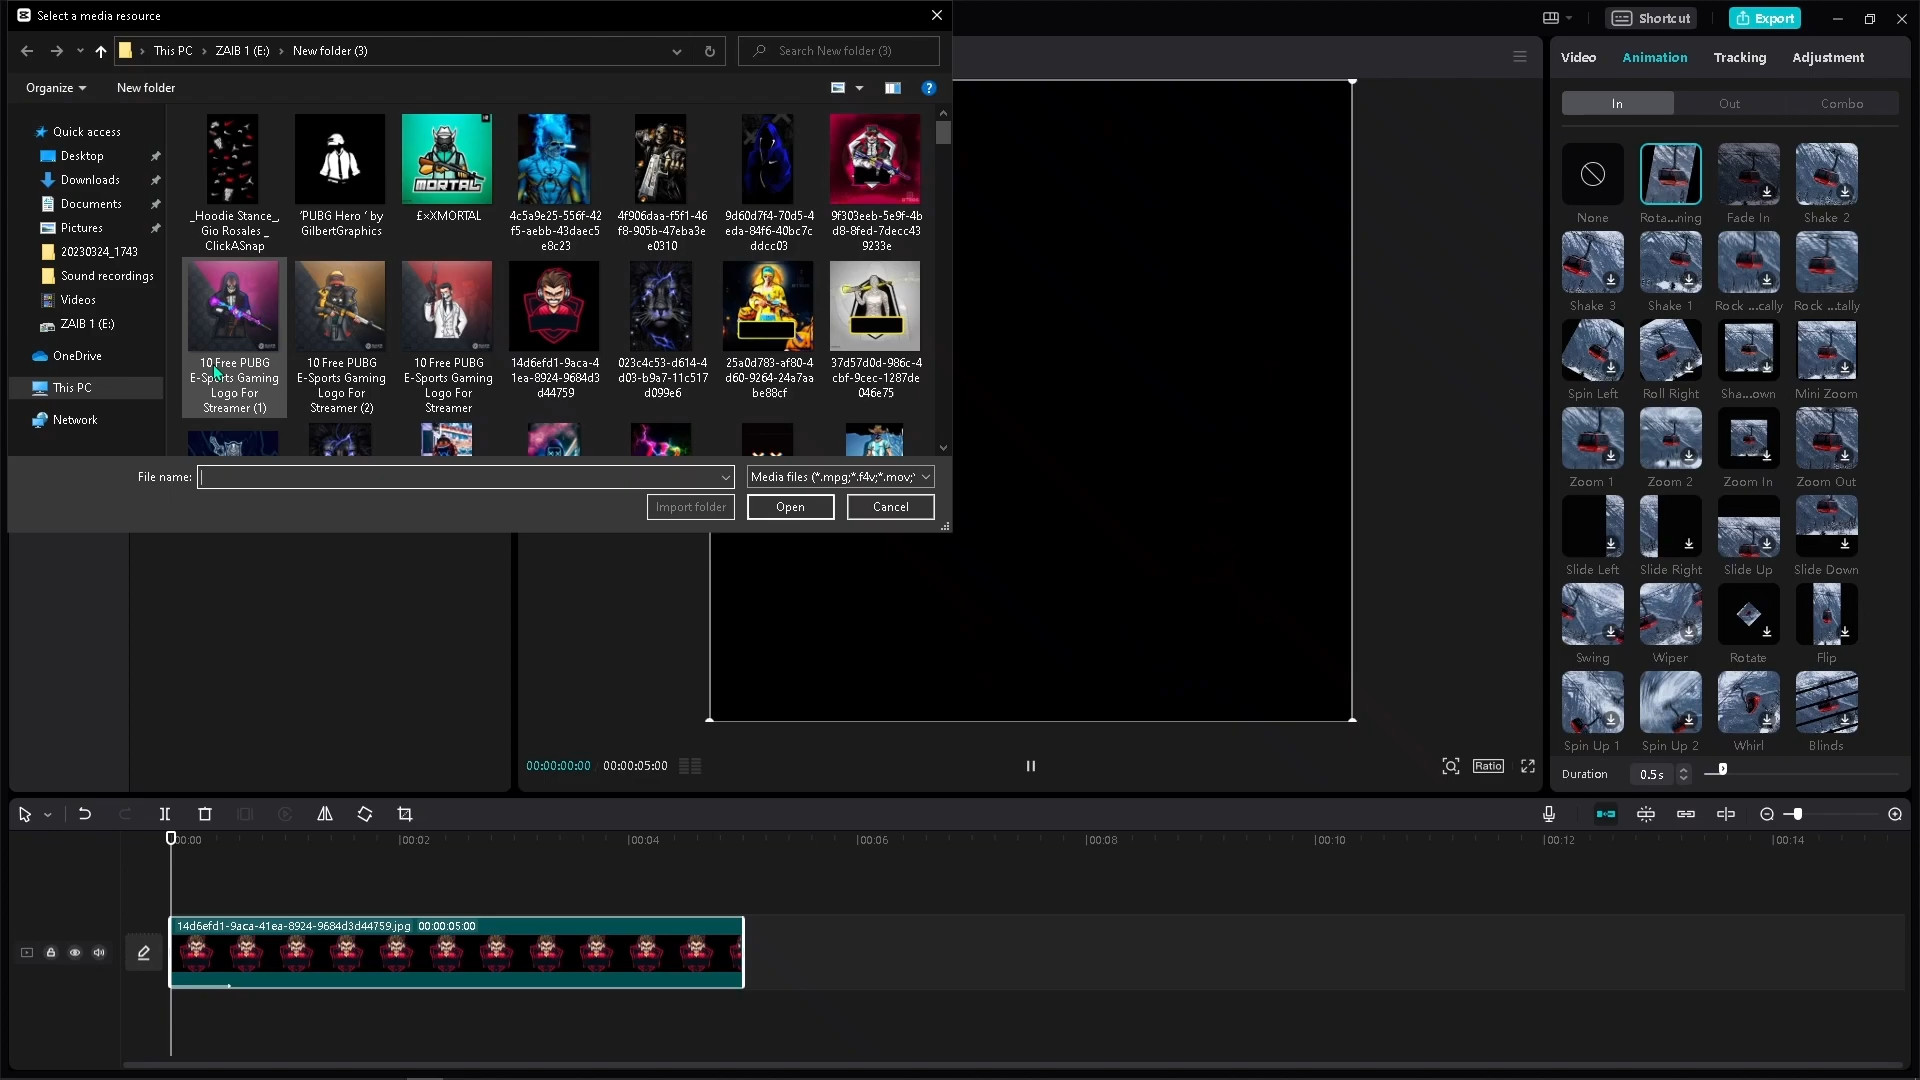 Select a media resource
Shortcut
Export
This PC
ZAIB 1 (E:)
New folder (3)
Search New folder (3)
Organize
New folder
Video
Animation
Tracking
Adjustment
In
Out
Combo
Quick access
Desktop
Downloads
Documents
Pictures
20230324_1743
Sound recordings
Videos
ZAIB 1 (E:)
OneDrive
This PC
Network
MORTAL
_Hoodie Stance_,
Gio Rosales _
ClickASnap
'PUBG Hero ' by
GilbertGraphics
£×XMORTAL
4c5a9e25-556f-42
f5-aebb-43daec5
e8c23
4f906daa-f5f1-46
f8-905b-47eba3e
e0310
9d60d7f4-70d5-4
eda-84f6-40bc7c
ddcc03
9f303eeb-5e9f-4b
d8-8fed-7decc43
9233e
10 Free PUBG
E-Sports Gaming
Logo For
Streamer (1)
10 Free PUBG
E-Sports Gaming
Logo For
Streamer (2)
10 Free PUBG
E-Sports Gaming
Logo For
Streamer
14d6efd1-9aca-4
1ea-8924-9684d3
d44759
023c4c53-d614-4
d03-b9a7-11c517
d099e6
25a0d783-af80-4
d60-9264-24a7aa
be88cf
37d57d0d-986c-4
cbf-9cec-1287de
046e75
File name:
Media files (*.mpg;*.f4v;*.mov;*
Import folder
Open
Cancel
None
Rota...ning
Fade In
Shake 2
Shake 3
Shake 1
Rock ...cally
Rock ...tally
Spin Left
Roll Right
Sha...own
Mini Zoom
Zoom 1
Zoom 2
Zoom In
Zoom Out
Slide Left
Slide Right
Slide Up
Slide Down
Swing
Wiper
Rotate
Flip
Spin Up 1
Spin Up 2
Whirl
Blinds
Duration
0.5s
00:00:00:00
00:00:05:00
Ratio
00:00
00:02
00:04
00:06
00:08
00:10
00:12
00:14
14d6efd1-9aca-41ea-8924-9684d3d44759.jpg 00:00:05:00